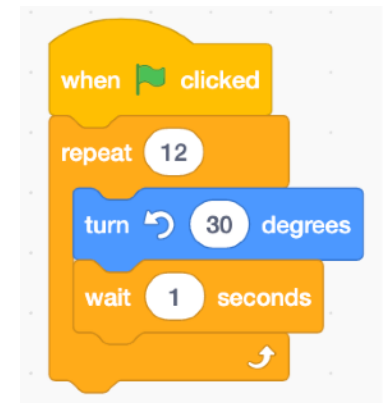 when clicked
repeat 12
turn 30 degrees
wait 1 seconds